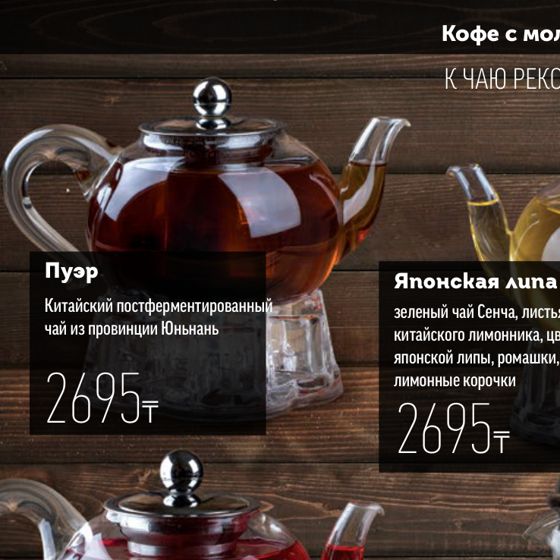 Кофе с мол
К ЧАЮ РЕКО
Пуэр
Китайский постферментированный
чай из провинции Юньнань
2695₸
Японская липа
зеленый чай Сенча, листья
китайского лимонника, цв
японской липы, ромашки,
лимонные корочки
2695₸